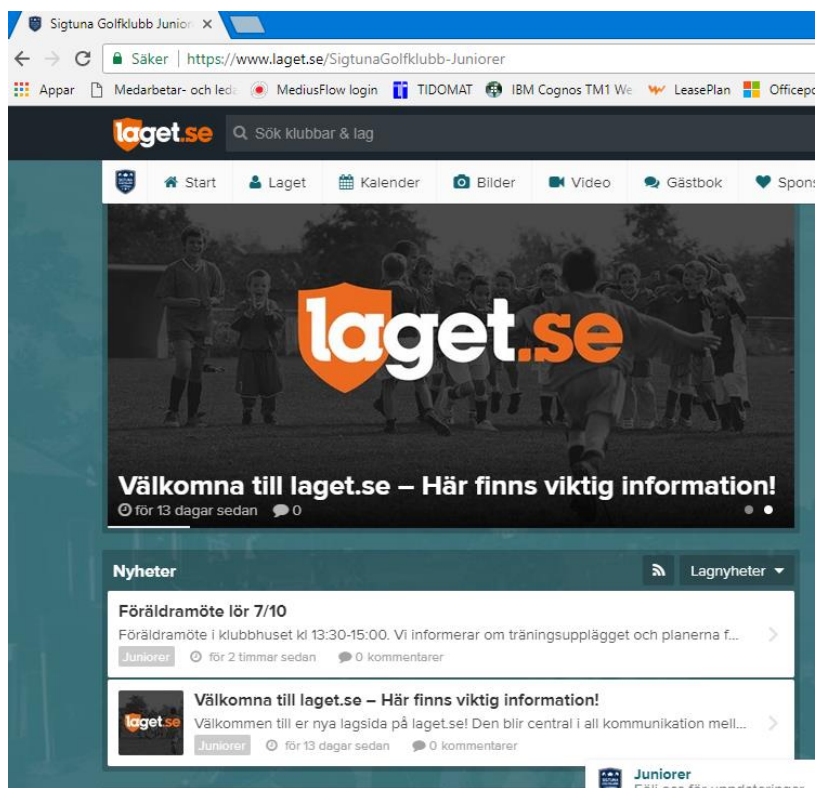 Sigtuna Golfklubb Junior
Säker | https://www.laget.se/SigtunaGolfklubb-Juniorer
Appar Medarbetar- och led MediusFlow login TIDOMAT IBM Cognos TM1 We LeasePlan Officepo
laget.se Sök klubbar & lag
Start Laget Kalender Bilder Video Gästbok Spons
laget.se
Välkomna till laget.se – Här finns viktig information!
för 13 dagar sedan 0
Nyheter Lagnyheter
Föräldramöte lör 7/10
Föräldramöte i klubbhuset kl 13:30-15:00. Vi informerar om träningsupplägget och planerna f...
Juniorer för 2 timmar sedan 0 kommentarer
laget.se
Välkomna till laget.se – Här finns viktig information!
Välkommen till er nya lagsida på laget.se! Den blir central i all kommunikation mell...
Juniorer för 13 dagar sedan 0 kommentarer
Juniorer
Följ oss för uppdateringar